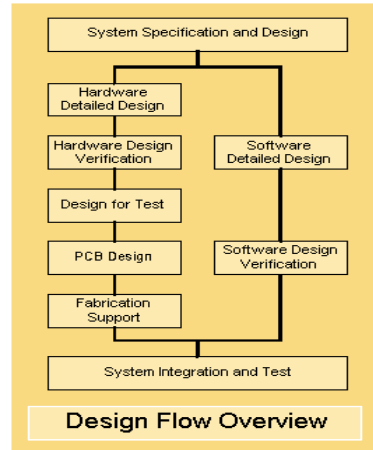 System Specification and Design
Hardware
Detailed Design
Hardware Design
Verification
Software
Detailed Design
Design for Test
PCB Design
Software Design
Verification
Fabrication
Support
System Integration and Test
Design Flow Overview